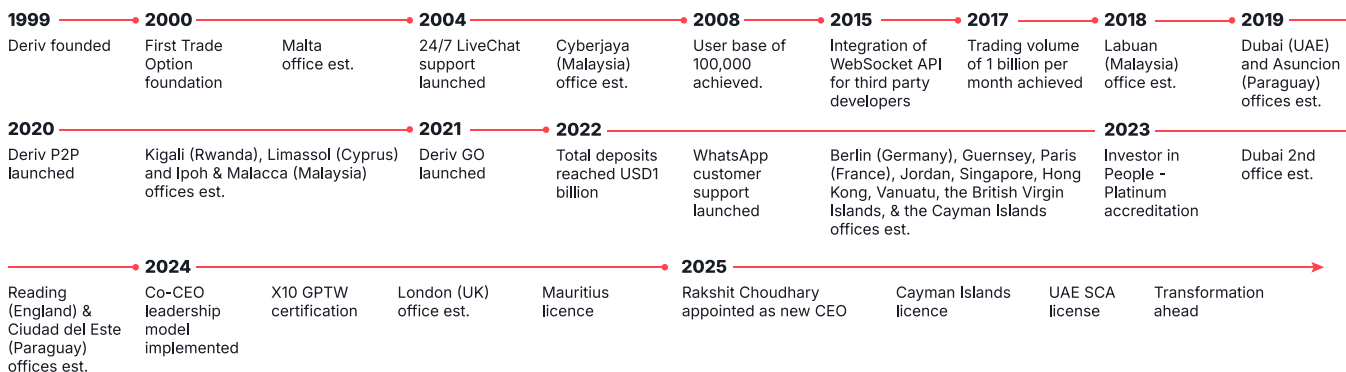 1999
Deriv founded
2000
First Trade
Option
foundation
Malta
office est.
2004
24/7 LiveChat
support
launched
Cyberjaya
(Malaysia)
office est.
2008
User base of
100,000
achieved.
2015
Integration of
WebSocket API
for third party
developers
2017
Trading volume
of 1 billion per
month achieved
2018
Labuan
(Malaysia)
office est.
2019
Dubai (UAE)
and Asuncion
(Paraguay)
offices est.
2020
Deriv P2P
launched
Kigali (Rwanda), Limassol (Cyprus)
and Ipoh & Malacca (Malaysia)
offices est.
2021
Deriv GO
launched
2022
Total deposits
reached USD1
billion
WhatsApp
customer
support
launched
Berlin (Germany), Guernsey, Paris
(France), Jordan, Singapore, Hong
Kong, Vanuatu, the British Virgin
Islands, & the Cayman Islands
offices est.
2023
Investor in
People -
Platinum
accreditation
Dubai 2nd
office est.
Reading
(England) &
Ciudad del Este
(Paraguay)
offices est.
2024
Co-CEO
leadership
model
implemented
X10 GPTW
certification
London (UK)
office est.
Mauritius
licence
2025
Rakshit Choudhary
appointed as new CEO
Cayman Islands
licence
UAE SCA
license
Transformation
ahead